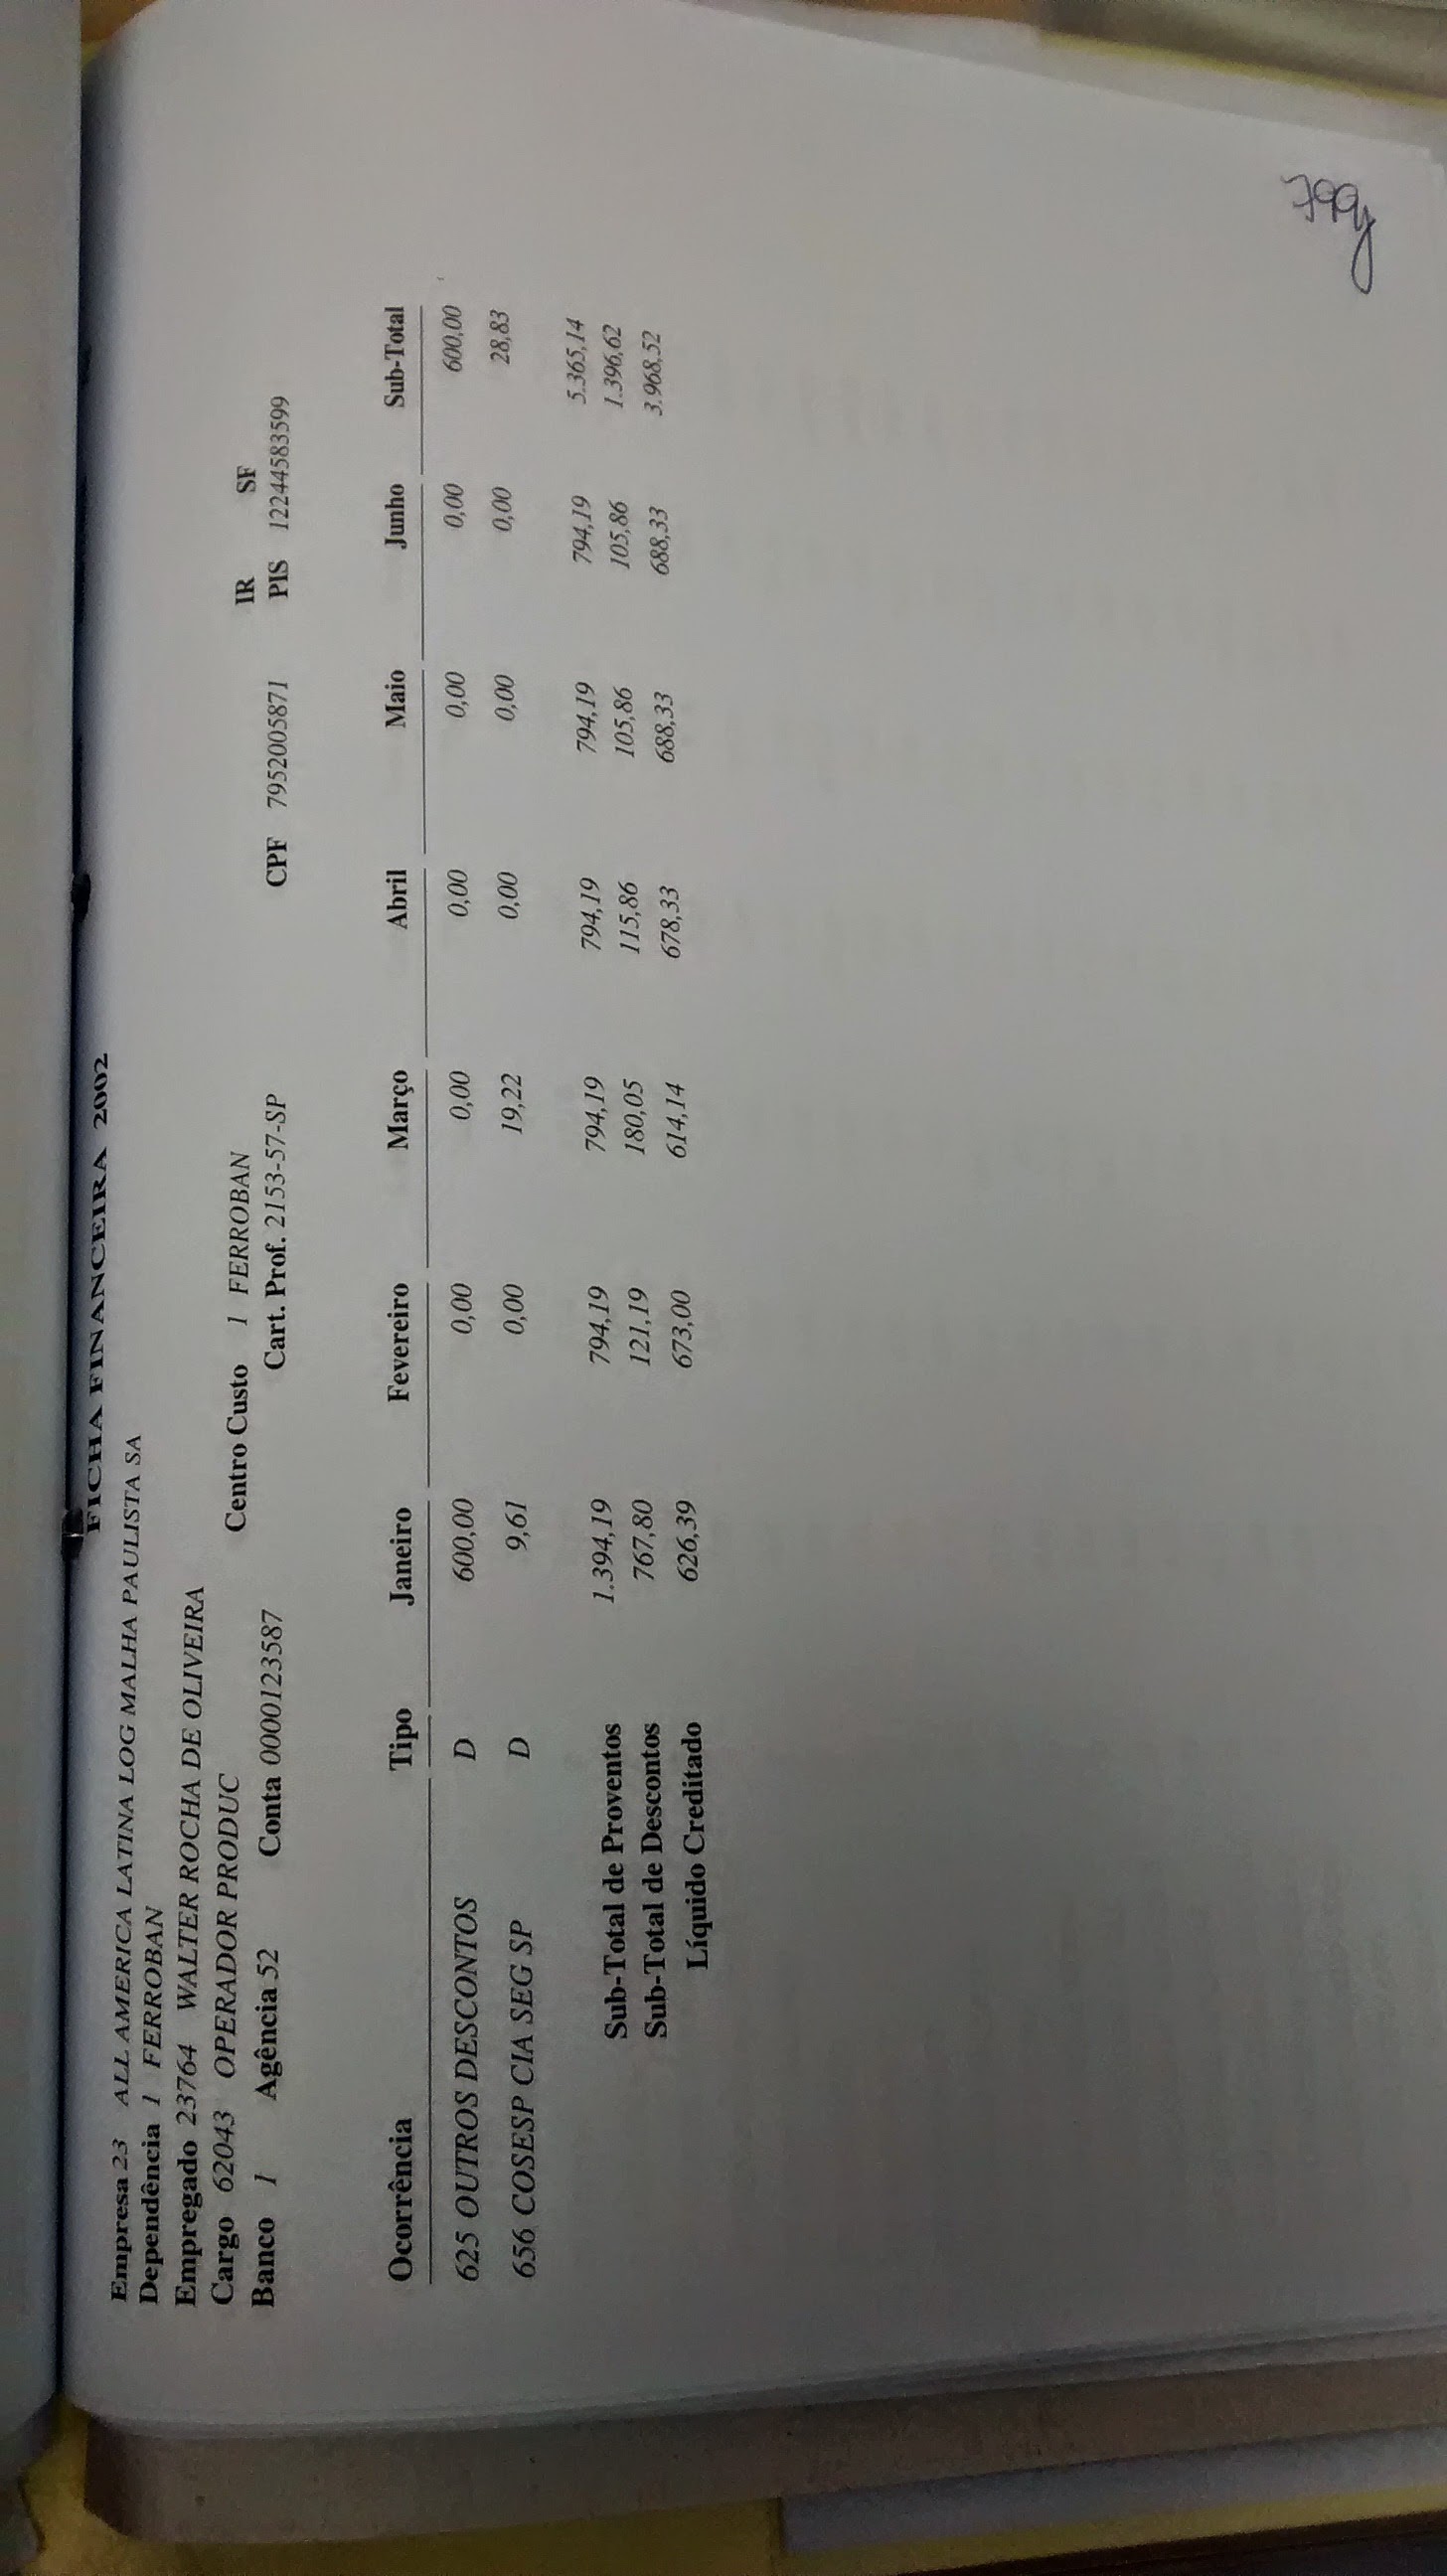 FICHA FINANCEIRA 2002
Empresa 23 ALL AMERICA LATINA LOG MALHA PAULISTA SA
Dependência 1 FERROBAN
Empregado 23764 WALTER ROCHA DE OLIVEIRA
Cargo 62043 OPERADOR PRODUC Centro Custo 1 FERROBAN IR SF
Banco 1 Agência 52 Conta 0000123587 Cart. Prof. 2153-57-SP CPF 7952005871 PIS 12244583599
Ocorrência Tipo Janeiro Fevereiro Março Abril Maio Junho Sub-Total
625 OUTROS DESCONTOS D 600,00 0,00 0,00 0,00 0,00 0,00 600,00
656 COSESP CIA SEG SP D 9,61 0,00 19,22 0,00 0,00 0,00 28,83
Sub-Total de Proventos 1.394,19 794,19 794,19 794,19 794,19 794,19 5.365,14
Sub-Total de Descontos 767,80 121,19 180,05 115,86 105,86 105,86 1.396,62
Líquido Creditado 626,39 673,00 614,14 678,33 688,33 688,33 3.968,52